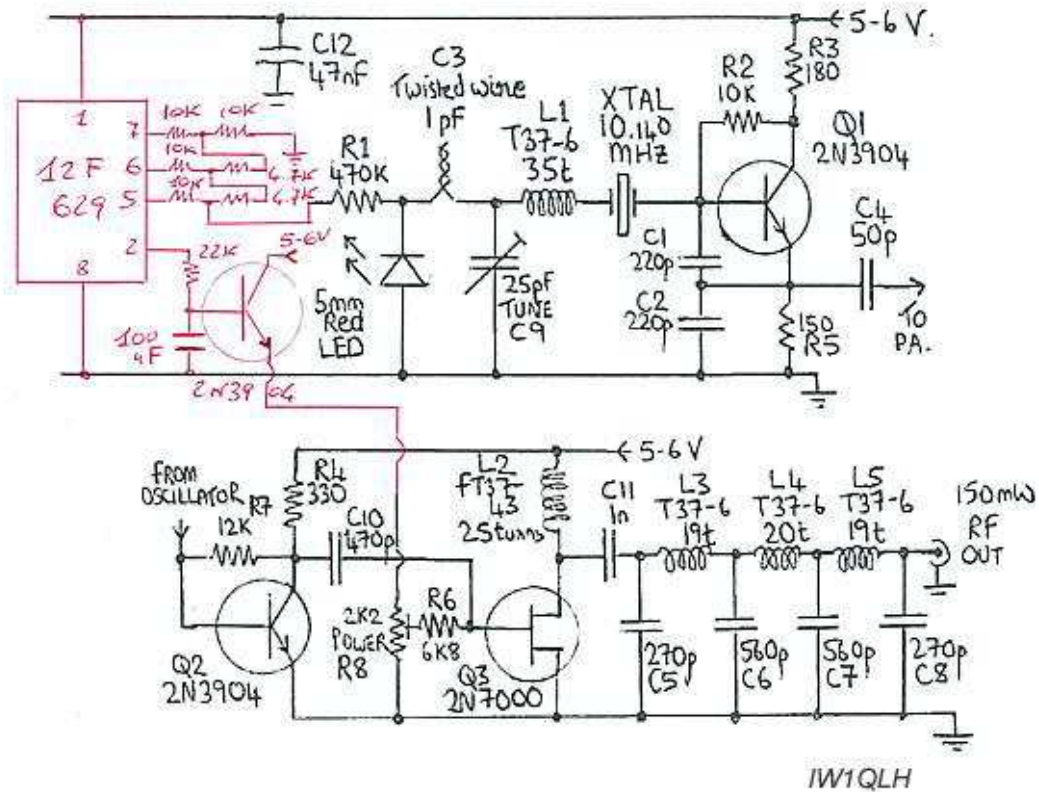 5-6 V.
C12
47nF
C3
Twisted wire
1pF
L1
T37-6
35t
XTAL
10.140
MHZ
R2
10K
R3
180
Q1
2N3904
1
7
10K
10K
12F
629
6
10K
4.7K
5
10K
4.7K
R1
470K
2
22K
5-6V
8
5mm
Red
LED
25pF
TUNE
C9
C1
220p
C2
220p
C4
50p
150
R5
TO
P.A.
100
2N3904
FROM
OSCILLATOR
R7
12K
R4
330
C10
470p
L2
FT37-
43
25turns
5-6V
C11
1n
L3
T37-6
19t
L4
T37-6
20t
L5
T37-6
19t
150mW
RF
OUT
2K2
POWER
R8
R6
6K8
Q2
2N3904
Q3
2N7000
270p
C5
560p
C6
560p
C7
270p
C8
IW1QLH